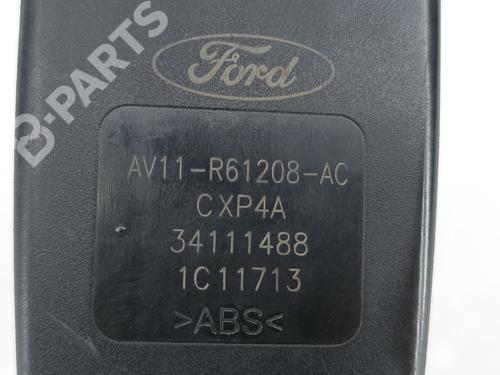 B-PARTS
Ford
AV11-R61208-AC
CXP4A
34111488
1C11713
>ABS<